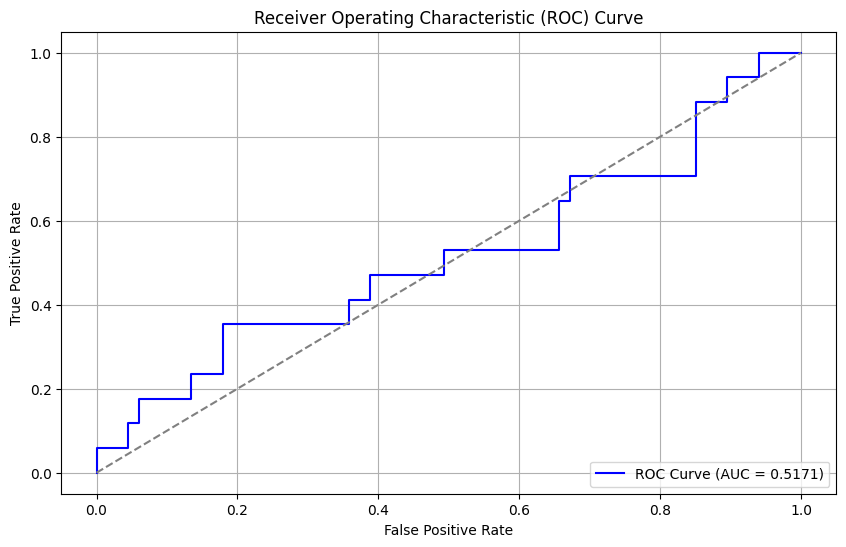 Receiver Operating Characteristic (ROC) Curve
1.0
0.8
0.6
0.4
0.2
0.0
True Positive Rate
ROC Curve (AUC = 0.5171)
0.0 0.2 0.4 0.6 0.8 1.0
False Positive Rate